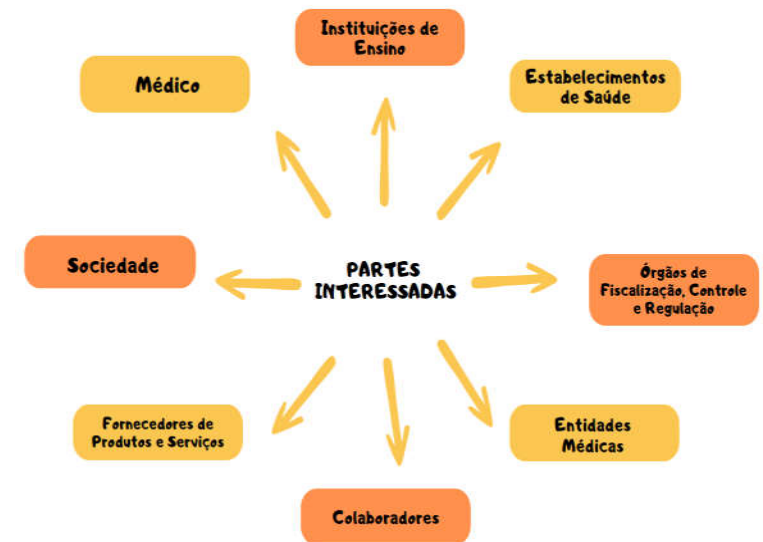 Instituições de
Ensino
Médico
Estabelecimentos
de Saúde
Sociedade
PARTES
INTERESSADAS
Órgãos de
Fiscalização, Controle
e Regulação
Fornecedores de
Produtos e Serviços
Entidades
Médicas
Colaboradores